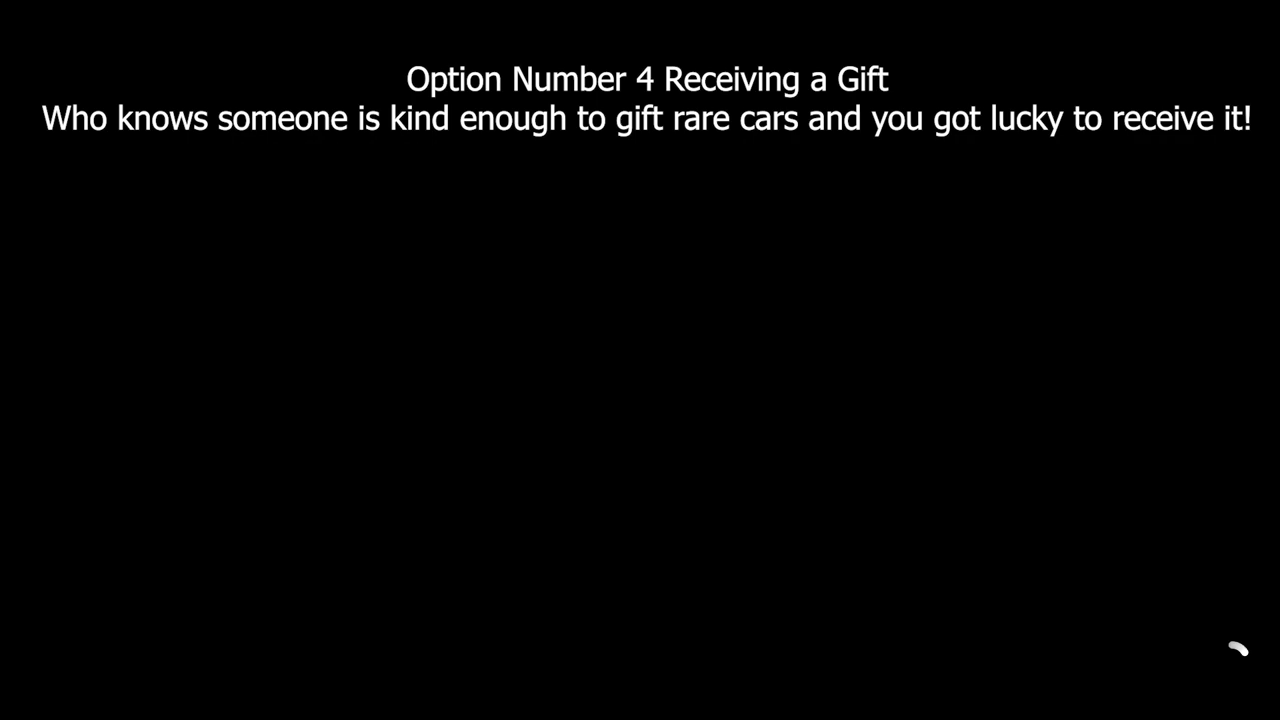 Option Number 4 Receiving a Gift
Who knows someone is kind enough to gift rare cars and you got lucky to receive it!